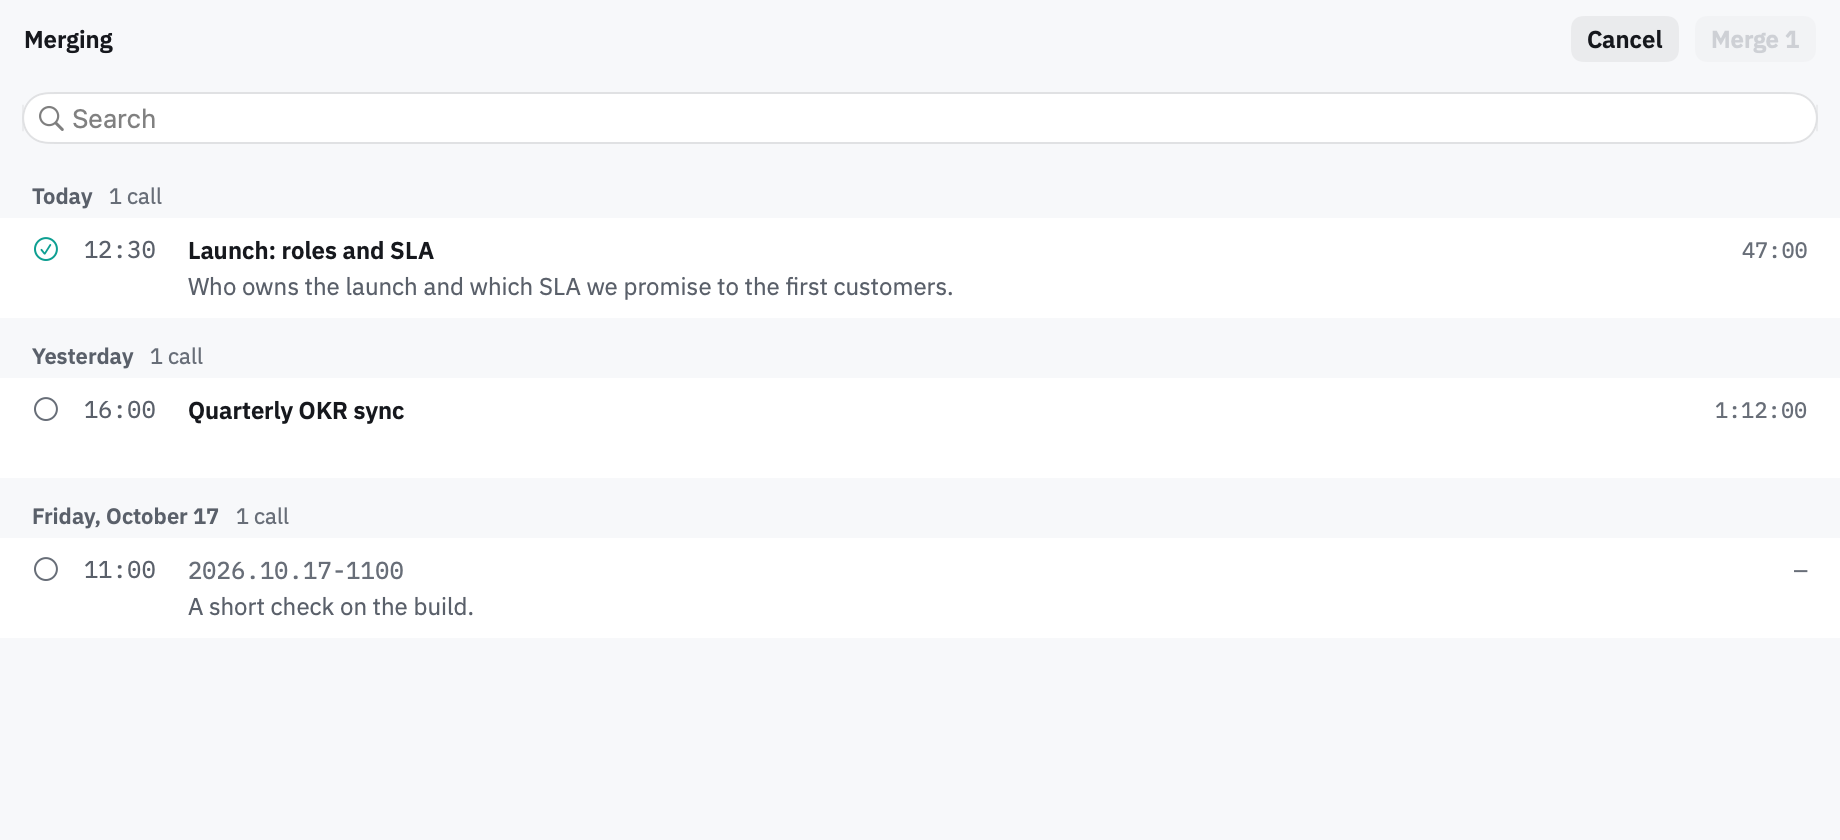 Merging
Cancel
Merge 1
Search
Today 1 call
12:30 Launch: roles and SLA 47:00
Who owns the launch and which SLA we promise to the first customers.
Yesterday 1 call
16:00 Quarterly OKR sync 1:12:00
Friday, October 17 1 call
11:00 2026.10.17-1100 –
A short check on the build.